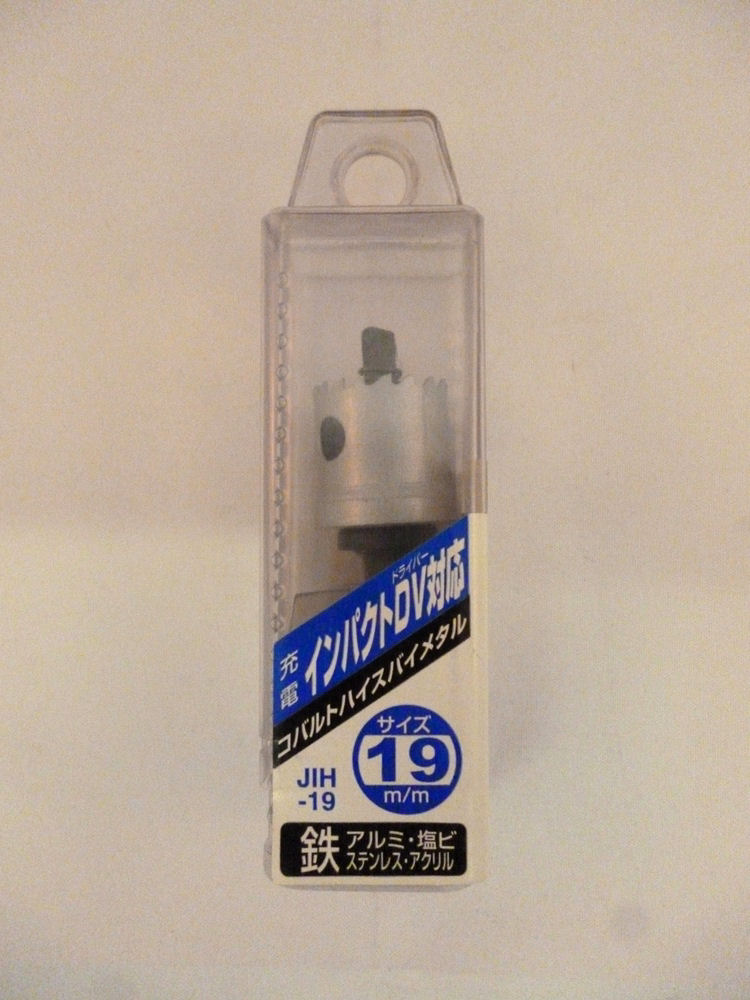 ドライバー
充電 インパクトDV対応
コバルトハイスバイメタル
サイズ
19
m/m
JIH
-19
鉄 アルミ・塩ビ
ステンレス・アクリル